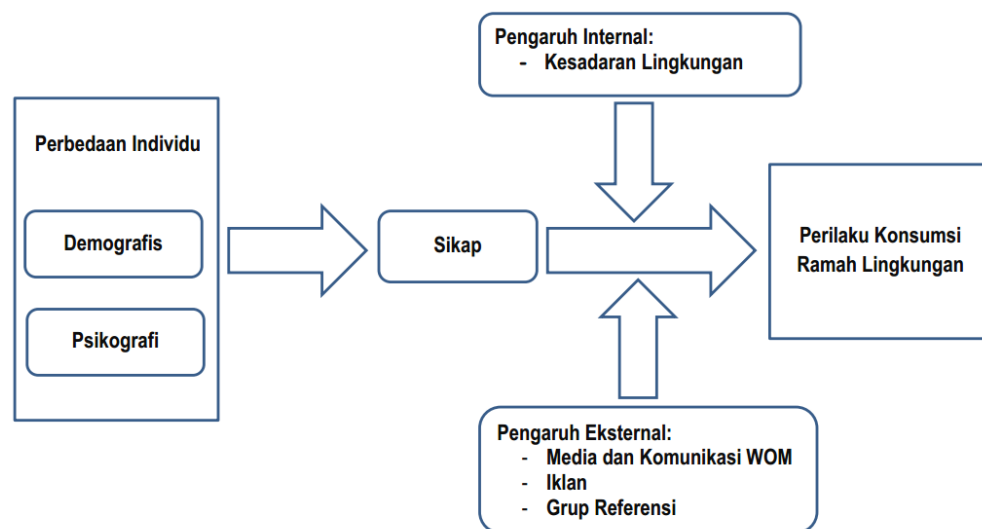 Pengaruh Internal:
- Kesadaran Lingkungan
Perbedaan Individu
Demografis
Psikografi
Sikap
Perilaku Konsumsi
Ramah Lingkungan
Pengaruh Eksternal:
- Media dan Komunikasi WOM
- Iklan
- Grup Referensi